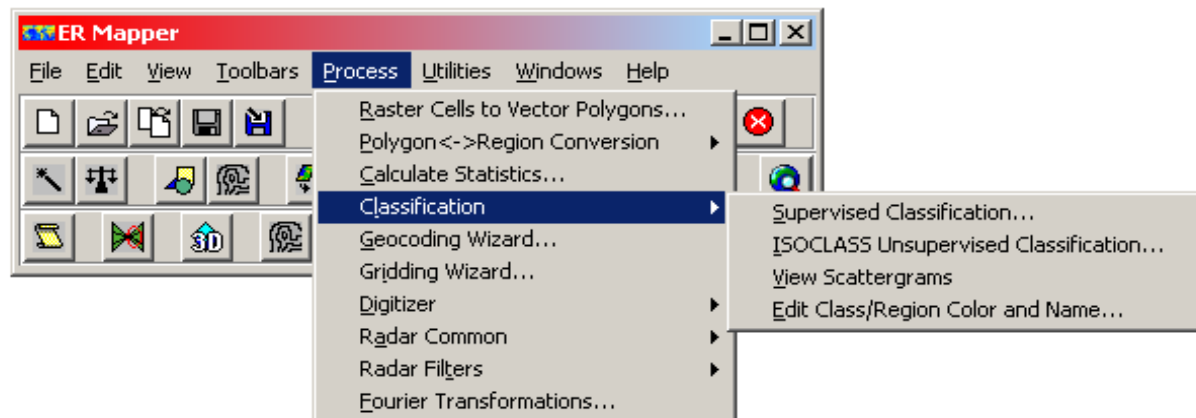 ER Mapper
File Edit View Toolbars Process Utilities Windows Help
Raster Cells to Vector Polygons...
Polygon<->Region Conversion
Calculate Statistics...
Classification
Geocoding Wizard...
Gridding Wizard...
Digitizer
Radar Common
Radar Filters
Fourier Transformations...
Supervised Classification...
ISOCLASS Unsupervised Classification...
View Scattergrams
Edit Class/Region Color and Name...
3D